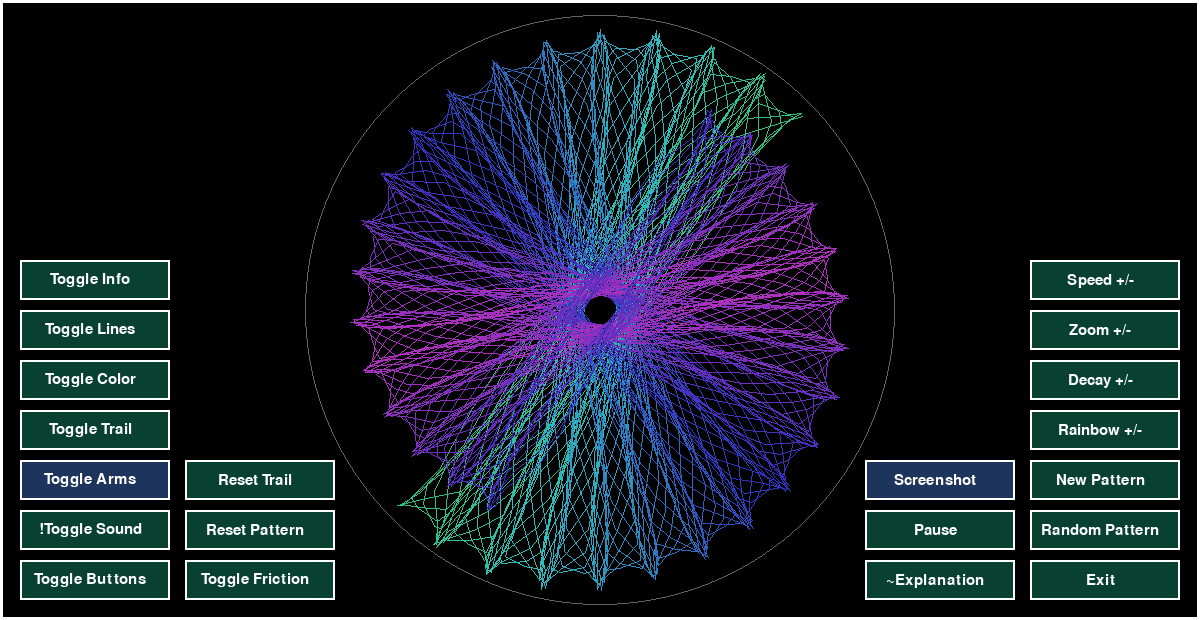 Toggle Info
Toggle Lines
Toggle Color
Toggle Trail
Toggle Arms
!Toggle Sound
Toggle Buttons
Reset Trail
Reset Pattern
Toggle Friction
Screenshot
Pause
~Explanation
Speed +/-
Zoom +/-
Decay +/-
Rainbow +/-
New Pattern
Random Pattern
Exit